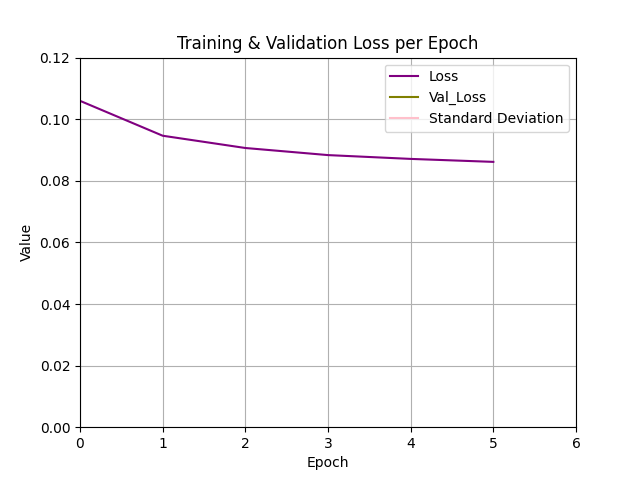 Training & Validation Loss per Epoch
0.12
0.10
0.08
0.06
0.04
0.02
0.00
Value
Loss
Val_Loss
Standard Deviation
0 1 2 3 4 5 6
Epoch